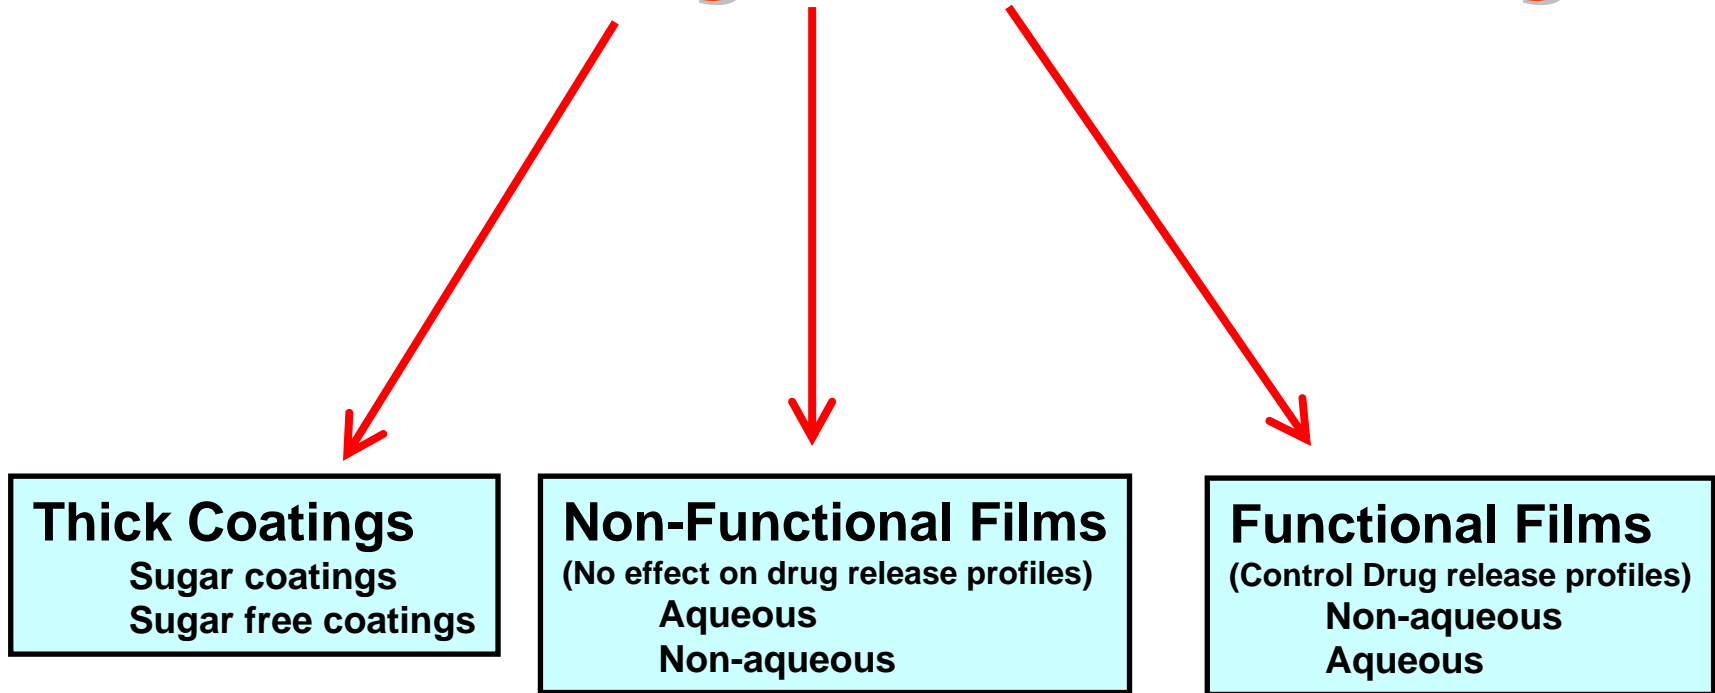 Thick Coatings
Sugar coatings
Sugar free coatings
Non-Functional Films
(No effect on drug release profiles)
Aqueous
Non-aqueous
Functional Films
(Control Drug release profiles)
Non-aqueous
Aqueous